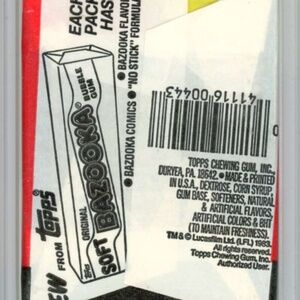 EACH
PACK
HAS
• BAZOOKA FLAVOR
• "NO STICK" FORMULA
• BAZOOKA COMICS
NEW FROM Topps
Topps
ORIGINAL
SOFT BAZOOKA
BUBBLE
GUM
41116 00443
0
TOPPS CHEWING GUM, INC.
DURYEA, PA. 18642. • MADE & PRINTED
IN U.S.A., DEXTROSE, CORN SYRUP,
GUM BASE, SOFTENERS, NATURAL
& ARTIFICIAL FLAVORS,
ARTIFICIAL COLORS & BHT
(TO MAINTAIN FRESHNESS).
TM & © Lucasfilm Ltd. (LFL) 1983.
All rights reserved.
Topps Chewing Gum, Inc.
Authorized User.